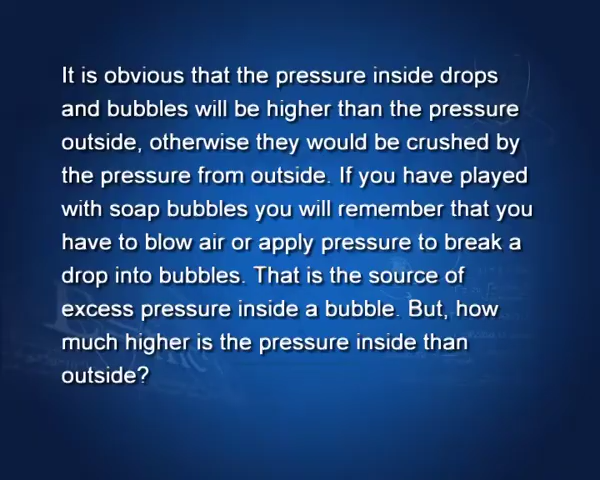 It is obvious that the pressure inside drops
and bubbles will be higher than the pressure
outside, otherwise they would be crushed by
the pressure from outside. If you have played
with soap bubbles you will remember that you
have to blow air or apply pressure to break a
drop into bubbles. That is the source of
excess pressure inside a bubble. But, how
much higher is the pressure inside than
outside?